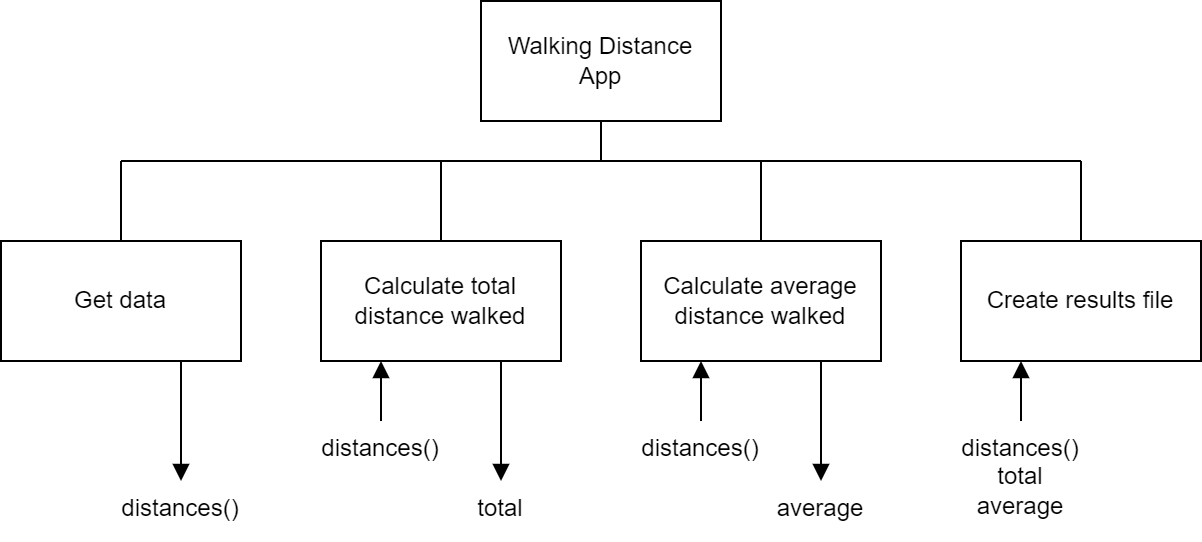 Walking Distance
App
Get data
Calculate total
distance walked
Calculate average
distance walked
Create results file
distances()
distances()
total
distances()
average
distances()
total
average